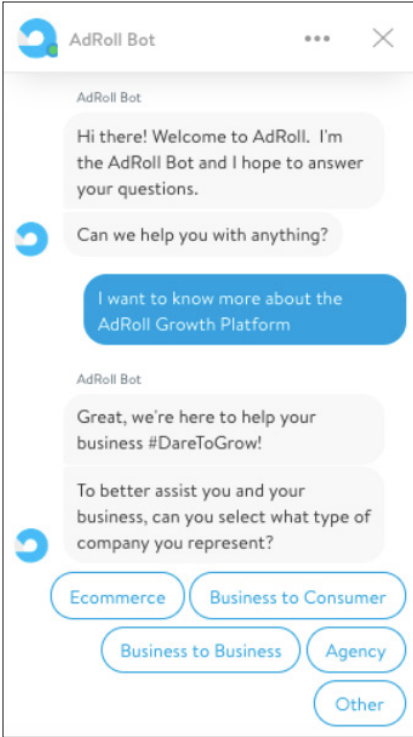 AdRoll Bot
AdRoll Bot
Hi there! Welcome to AdRoll. I'm
the AdRoll Bot and I hope to answer
your questions.
Can we help you with anything?
I want to know more about the
AdRoll Growth Platform
AdRoll Bot
Great, we're here to help your
business #DareToGrow!
To better assist you and your
business, can you select what type of
company you represent?
Ecommerce
Business to Consumer
Business to Business
Agency
Other